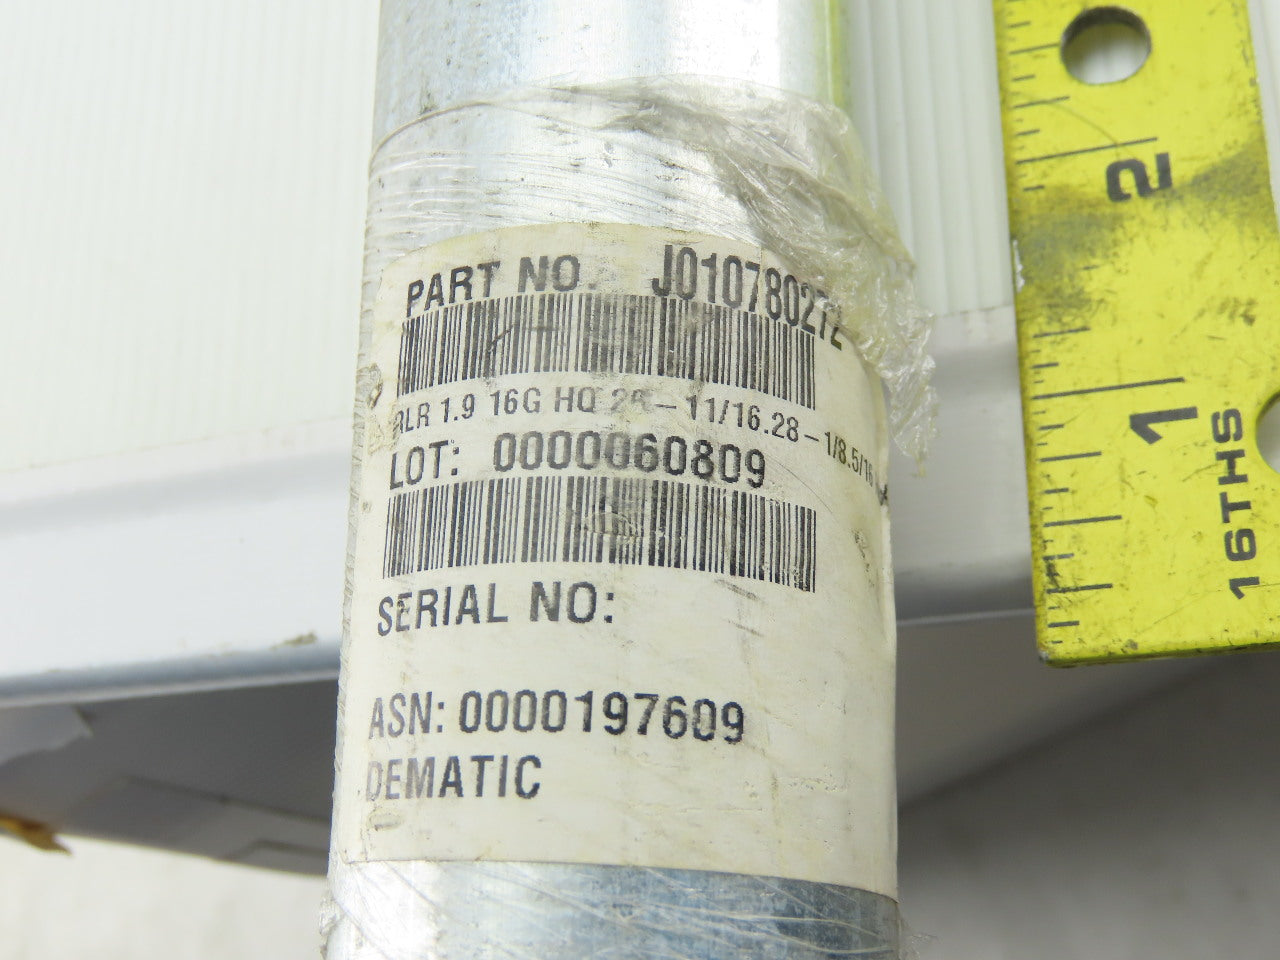 PART NO. J010780272
RLR 1.9 16G HQ 26-11/16.28-1/8.5/16
LOT: 0000060809
SERIAL NO:
ASN: 0000197609
DEMATIC
2
1
16THS